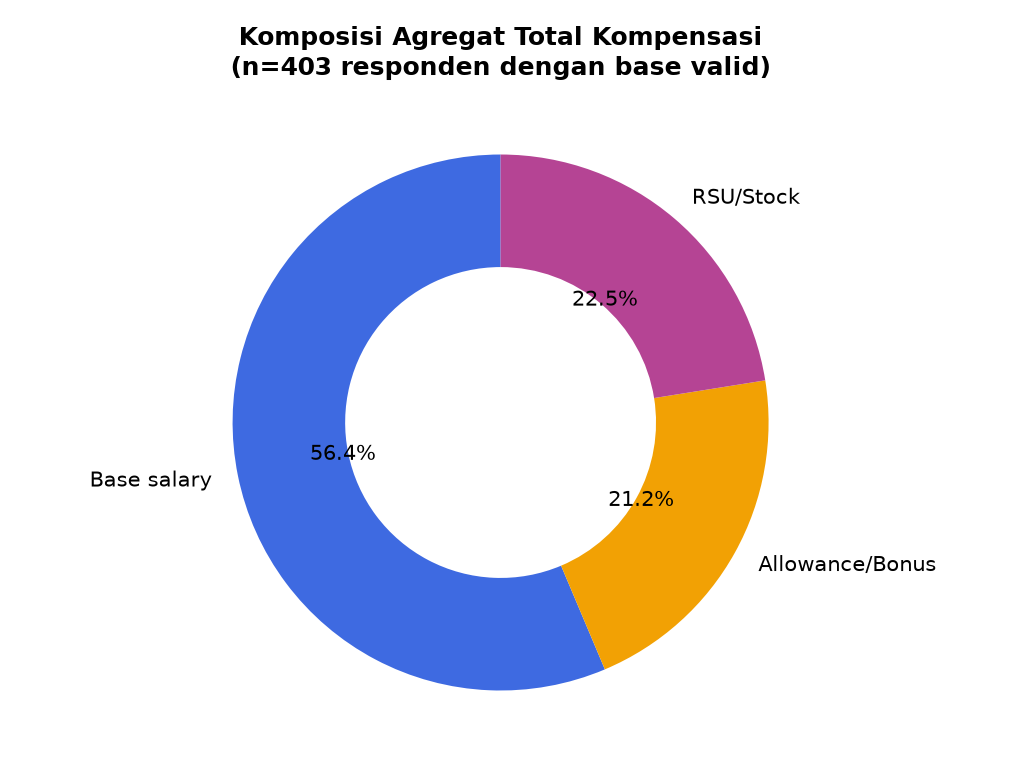 Komposisi Agregat Total Kompensasi
(n=403 responden dengan base valid)
RSU/Stock
22.5%
56.4%
Base salary
21.2%
Allowance/Bonus